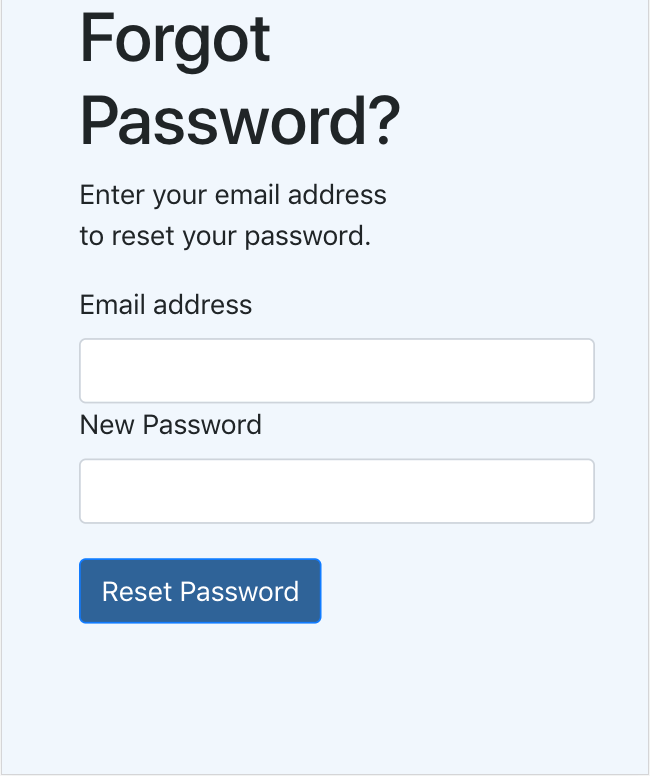 Forgot
Password?
Enter your email address
to reset your password.
Email address
New Password
Reset Password